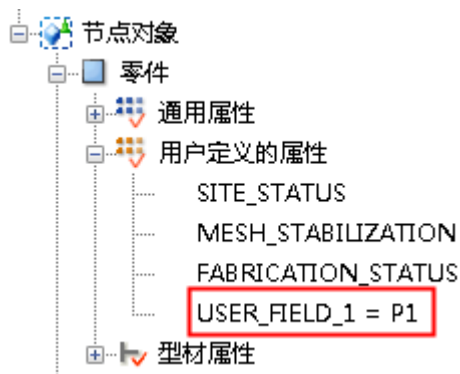 节点对象
零件
通用属性
用户定义的属性
SITE_STATUS
MESH_STABILIZATION
FABRICATION_STATUS
USER_FIELD_1 = P1
型材属性